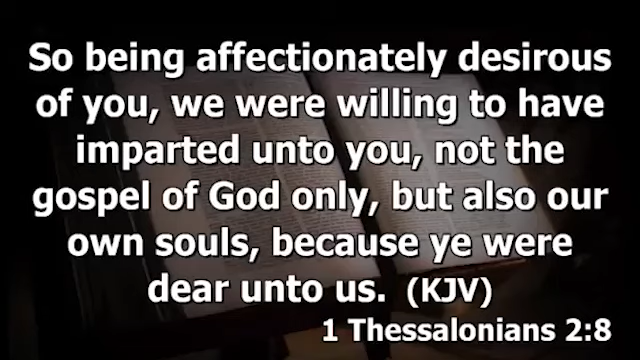 So being affectionately desirous
of you, we were willing to have
imparted unto you, not the
gospel of God only, but also our
own souls, because ye were
dear unto us. (KJV)
1 Thessalonians 2:8